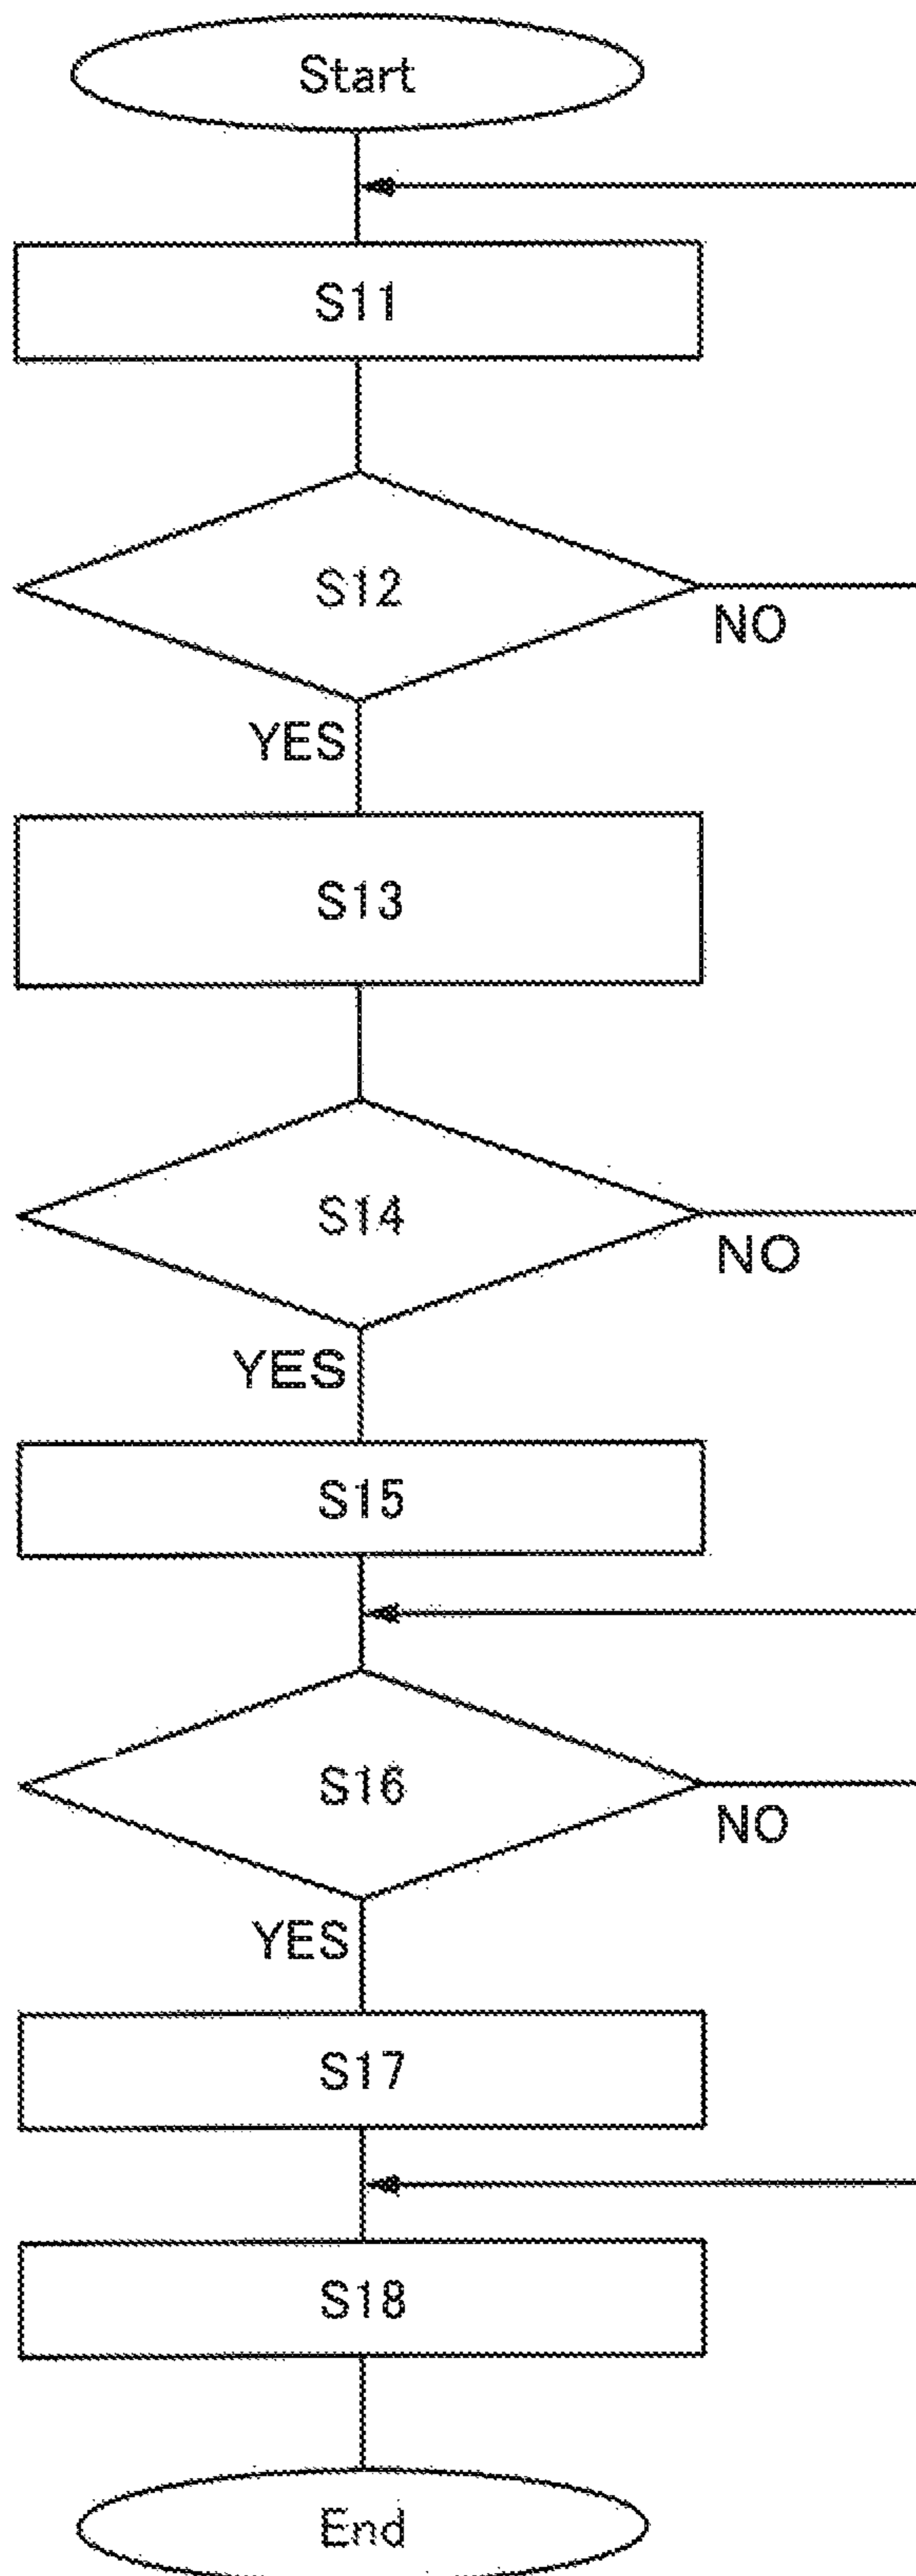 Start
S11
S12
NO
YES
S13
S14
NO
YES
S15
S16
NO
YES
S17
S18
End